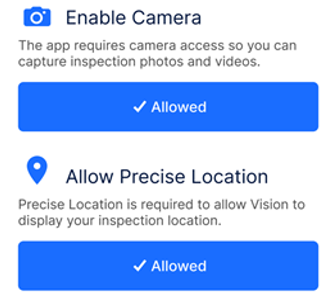 Enable Camera
The app requires camera access so you can
capture inspection photos and videos.
✓ Allowed
Allow Precise Location
Precise Location is required to allow Vision to
display your inspection location.
✓ Allowed